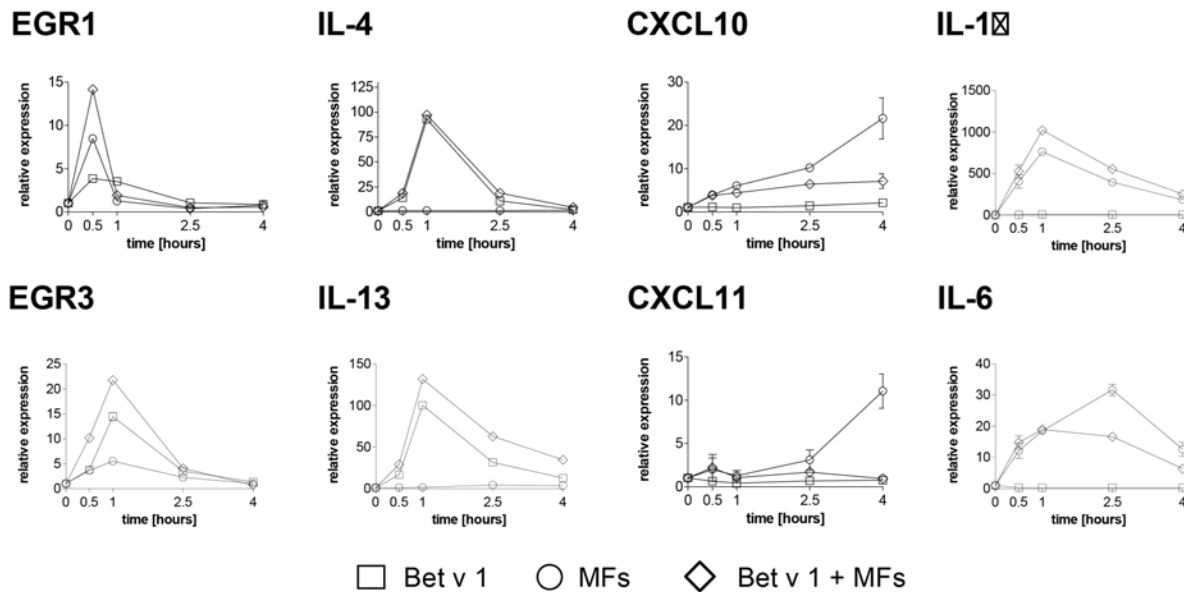 EGR1
IL-4
CXCL10
IL-1☒
15
10
5
0
relative expression
0 0.5 1 2.5 4
time [hours]
125
100
75
50
25
0
relative expression
0 0.5 1 2.5 4
time [hours]
30
20
10
0
relative expression
0 0.5 1 2.5 4
time [hours]
1500
1000
500
0
relative expression
0 0.5 1 2.5 4
time [hours]
EGR3
IL-13
CXCL11
IL-6
25
20
15
10
5
0
relative expression
0 0.5 1 2.5 4
time [hours]
150
100
50
0
relative expression
0 0.5 1 2.5 4
time [hours]
15
10
5
0
relative expression
0 0.5 1 2.5 4
time [hours]
40
30
20
10
0
relative expression
0 0.5 1 2.5 4
time [hours]
Bet v 1 MFs Bet v 1 + MFs